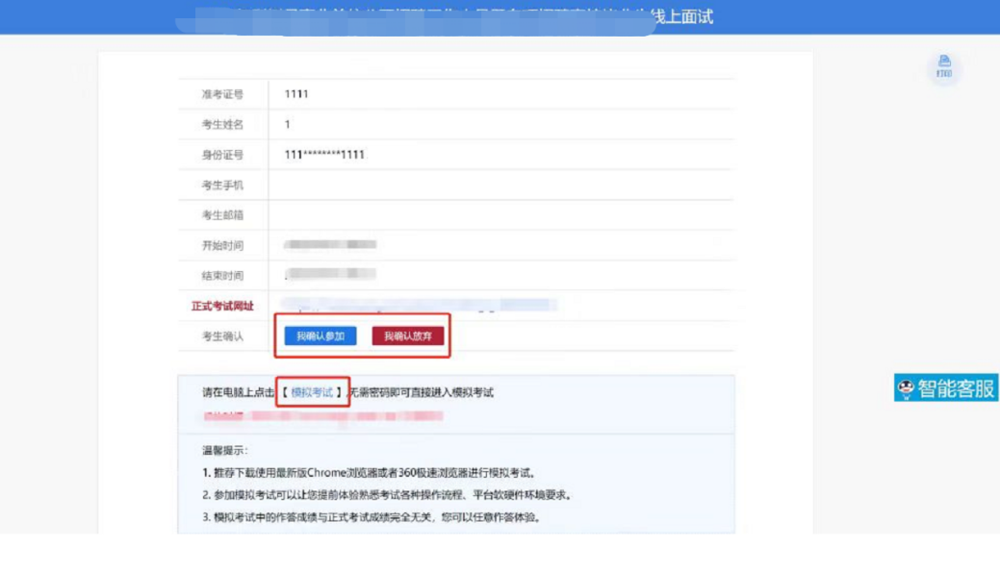 线上面试
打印
准考证号 1111
考生姓名 1
身份证号 111********1111
考生手机
考生邮箱
开始时间
结束时间
正式考试网址
考生确认 我确认参加 我确认放弃
请在电脑上点击【模拟考试】,无需密码即可直接进入模拟考试
智能客服
温馨提示：
1. 推荐下载使用最新版Chrome浏览器或者360极速浏览器进行模拟考试。
2. 参加模拟考试可以让您提前体验熟悉考试各种操作流程、平台软硬件环境要求。
3. 模拟考试中的作答成绩与正式考试成绩完全无关，您可以任意作答体验。